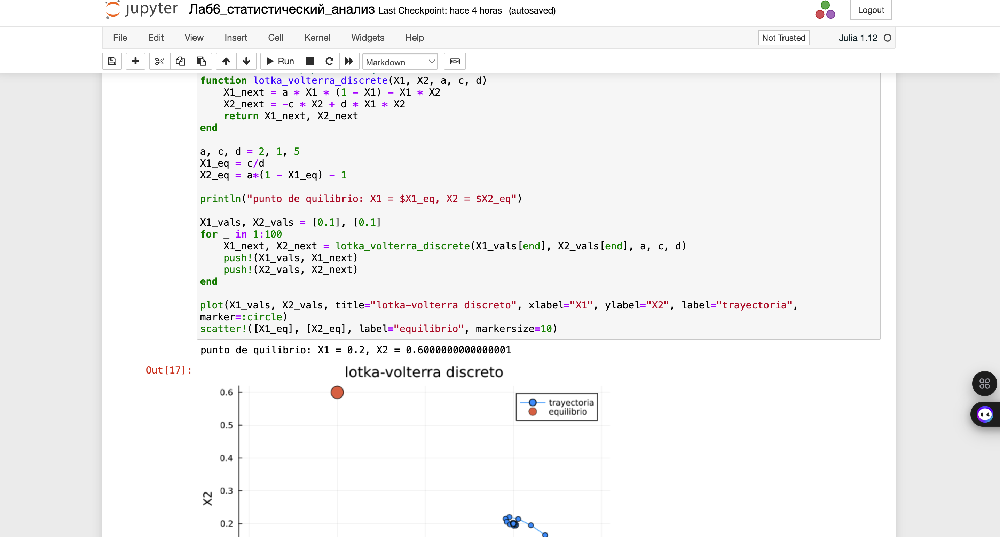 jupyter Лаб6_статистический_анализ Last Checkpoint: hace 4 horas (autosaved)
Logout
File Edit View Insert Cell Kernel Widgets Help
Not Trusted
Julia 1.12
Run
Markdown
function lotka_volterra_discrete(X1, X2, a, c, d)
    X1_next = a * X1 * (1 - X1) - X1 * X2
    X2_next = -c * X2 + d * X1 * X2
    return X1_next, X2_next
end
a, c, d = 2, 1, 5
X1_eq = c/d
X2_eq = a*(1 - X1_eq) - 1
println("punto de quilibrio: X1 = $X1_eq, X2 = $X2_eq")
X1_vals, X2_vals = [0.1], [0.1]
for _ in 1:100
    X1_next, X2_next = lotka_volterra_discrete(X1_vals[end], X2_vals[end], a, c, d)
    push!(X1_vals, X1_next)
    push!(X2_vals, X2_next)
end
plot(X1_vals, X2_vals, title="lotka-volterra discreto", xlabel="X1", ylabel="X2", label="trayectoria",
marker=:circle)
scatter!([X1_eq], [X2_eq], label="equilibrio", markersize=10)
punto de quilibrio: X1 = 0.2, X2 = 0.6000000000000001
Out[17]:
lotka-volterra discreto
0.6
trayectoria
equilibrio
0.5
0.4
0.3
X2
0.2